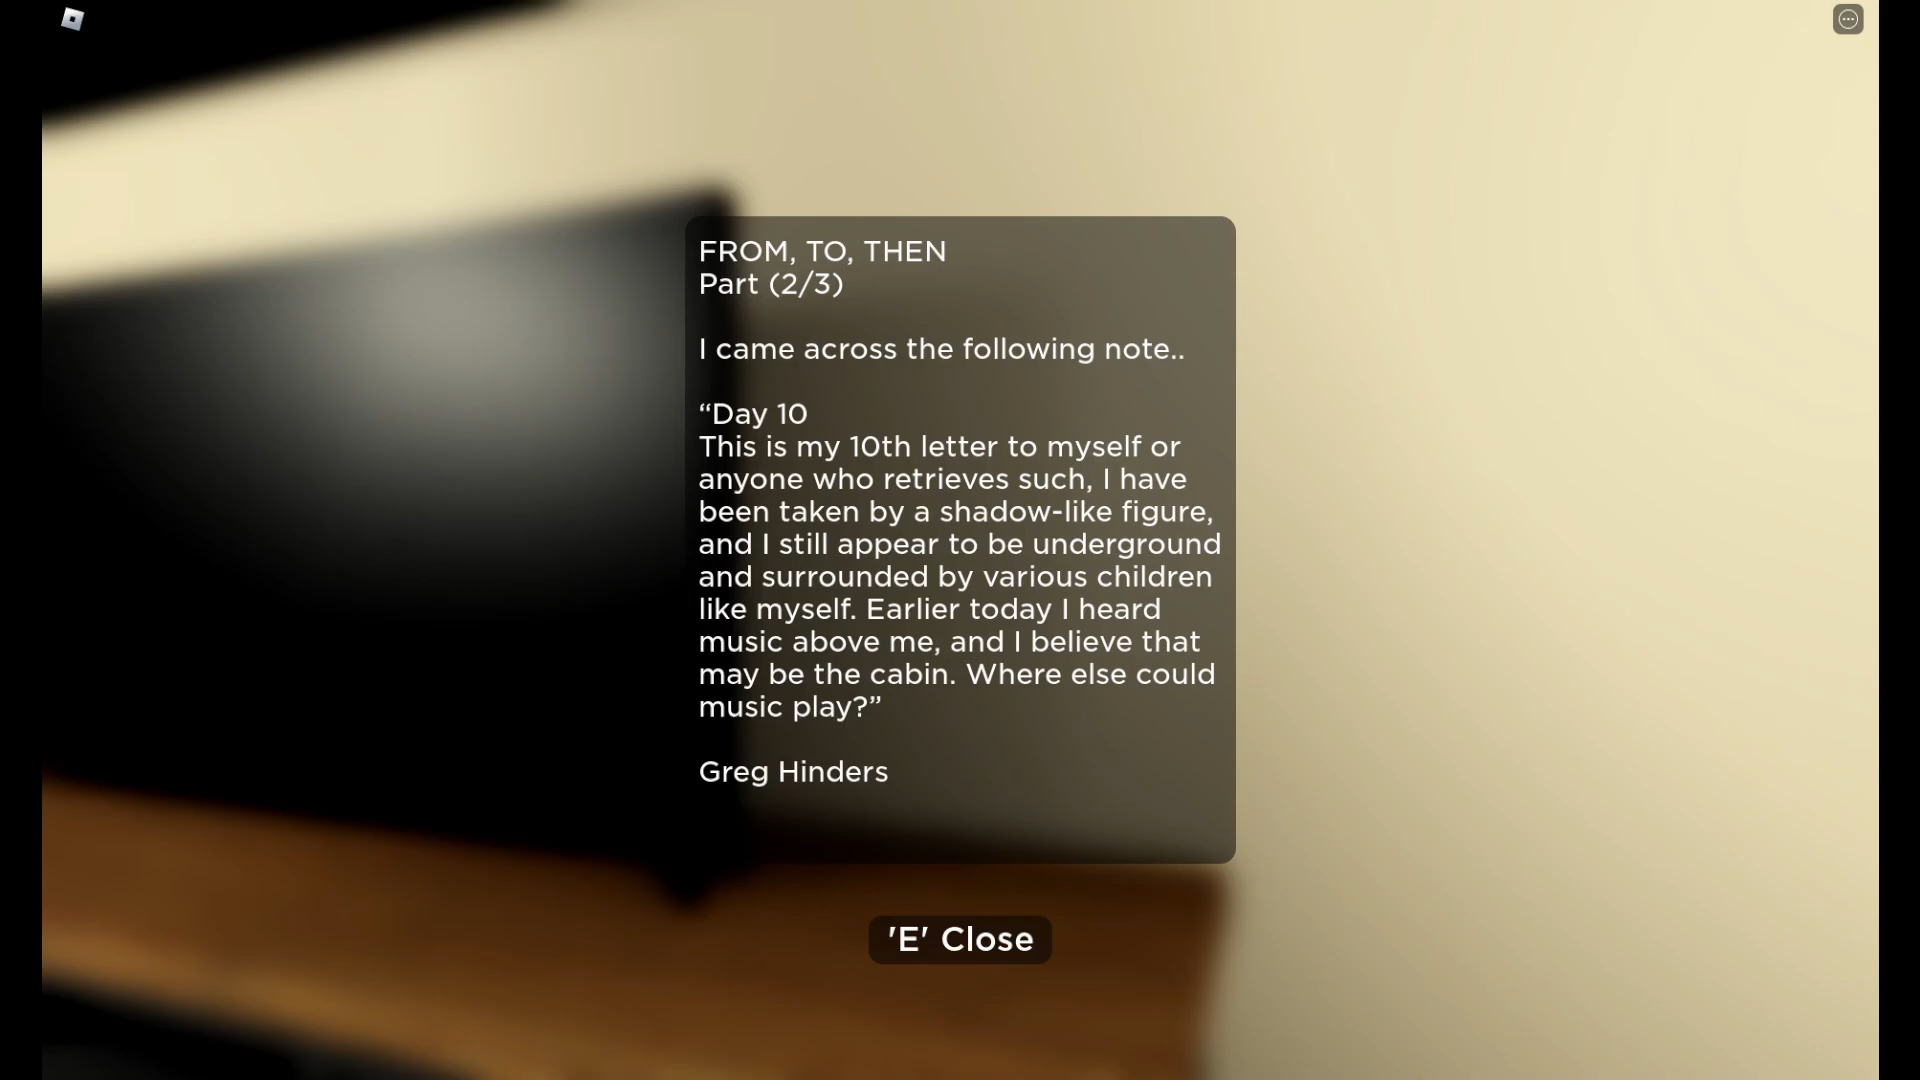 FROM, TO, THEN
Part (2/3)
I came across the following note..
“Day 10
This is my 10th letter to myself or
anyone who retrieves such, I have
been taken by a shadow-like figure,
and I still appear to be underground
and surrounded by various children
like myself. Earlier today I heard
music above me, and I believe that
may be the cabin. Where else could
music play?”
Greg Hinders
'E' Close